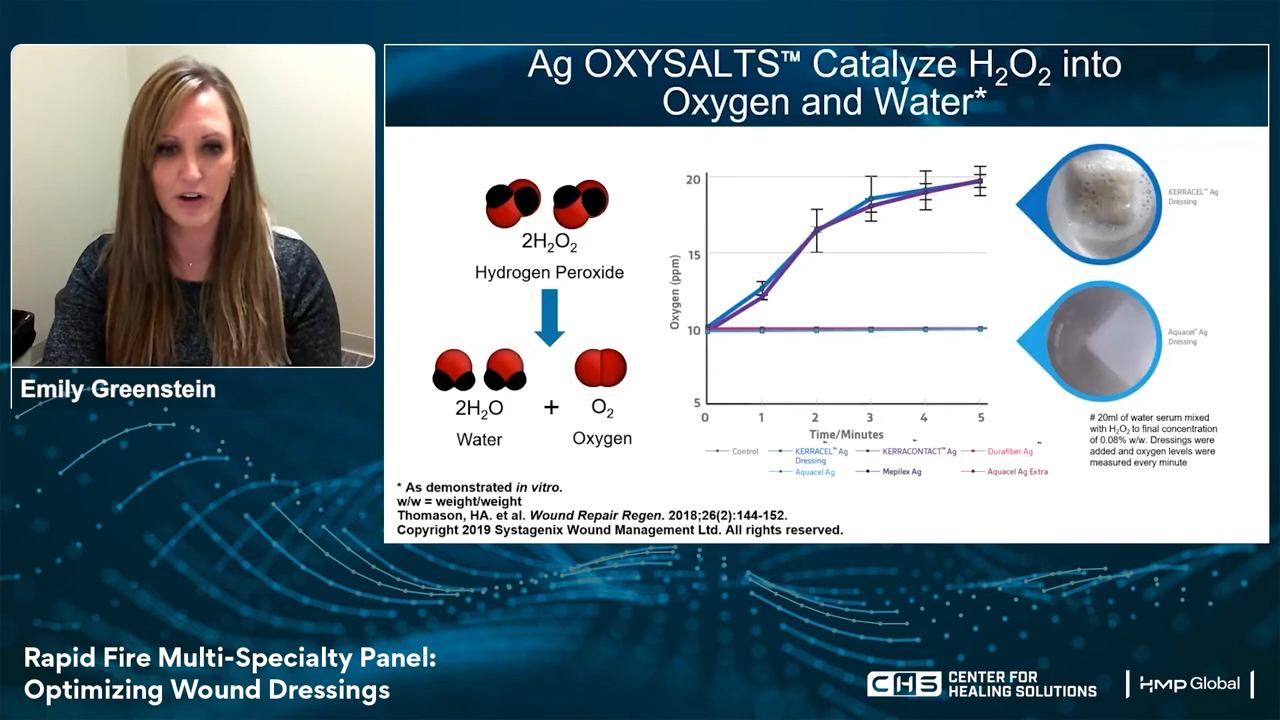 Ag OXYSALTS™ Catalyze H₂O₂ into
Oxygen and Water*
2H₂O₂
Hydrogen Peroxide
2H₂O
+
O₂
Water
Oxygen
Oxygen (ppm)
20
15
10
5
0
1
2
3
4
5
Time/Minutes
Control
KERRACEL™ Ag
Dressing
KERRACONTACT™ Ag
Durafiber Ag
Aquacel Ag
Mepilex Ag
Aquacel Ag Extra
KERRACEL™ Ag
Dressing
Aquacel® Ag
Dressing
# 20ml of water serum mixed
with H₂O₂ to final concentration
of 0.08% w/w. Dressings were
added and oxygen levels were
measured every minute
* As demonstrated in vitro.
w/w = weight/weight
Thomason, HA. et al. Wound Repair Regen. 2018;26(2):144-152.
Copyright 2019 Systagenix Wound Management Ltd. All rights reserved.
Emily Greenstein
Rapid Fire Multi-Specialty Panel:
Optimizing Wound Dressings
CHS
CENTER FOR
HEALING SOLUTIONS
HMP Global